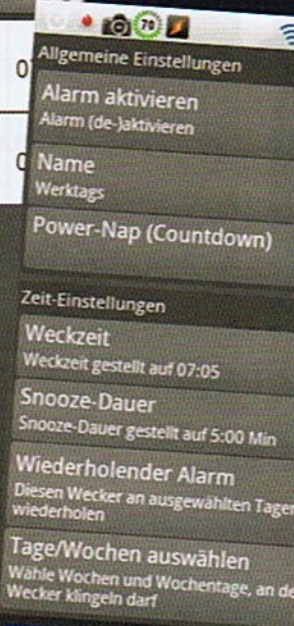 70
Allgemeine Einstellungen
Alarm aktivieren
Alarm (de-)aktivieren
Name
Werktags
Power-Nap (Countdown)
Zeit-Einstellungen
Weckzeit
Weckzeit gestellt auf 07:05
Snooze-Dauer
Snooze-Dauer gestellt auf 5:00 Min
Wiederholender Alarm
Diesen Wecker an ausgewählten Tagen
wiederholen
Tage/Wochen auswählen
Wähle Wochen und Wochentage, an de
Wecker klingeln darf